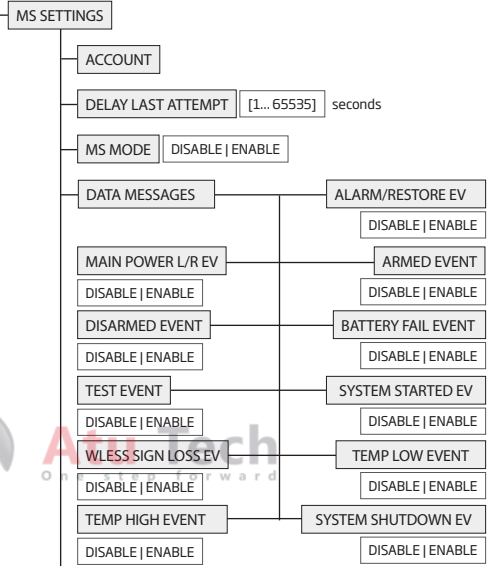 MS SETTINGS
ACCOUNT
DELAY LAST ATTEMPT [1... 65535] seconds
MS MODE DISABLE | ENABLE
DATA MESSAGES ALARM/RESTORE EV
DISABLE | ENABLE
MAIN POWER L/R EV ARMED EVENT
DISABLE | ENABLE DISABLE | ENABLE
DISARMED EVENT BATTERY FAIL EVENT
DISABLE | ENABLE DISABLE | ENABLE
TEST EVENT SYSTEM STARTED EV
DISABLE | ENABLE DISABLE | ENABLE
Atu Tech
WLESS SIGN LOSS EV TEMP LOW EVENT
One step forward
DISABLE | ENABLE DISABLE | ENABLE
TEMP HIGH EVENT SYSTEM SHUTDOWN EV
DISABLE | ENABLE DISABLE | ENABLE